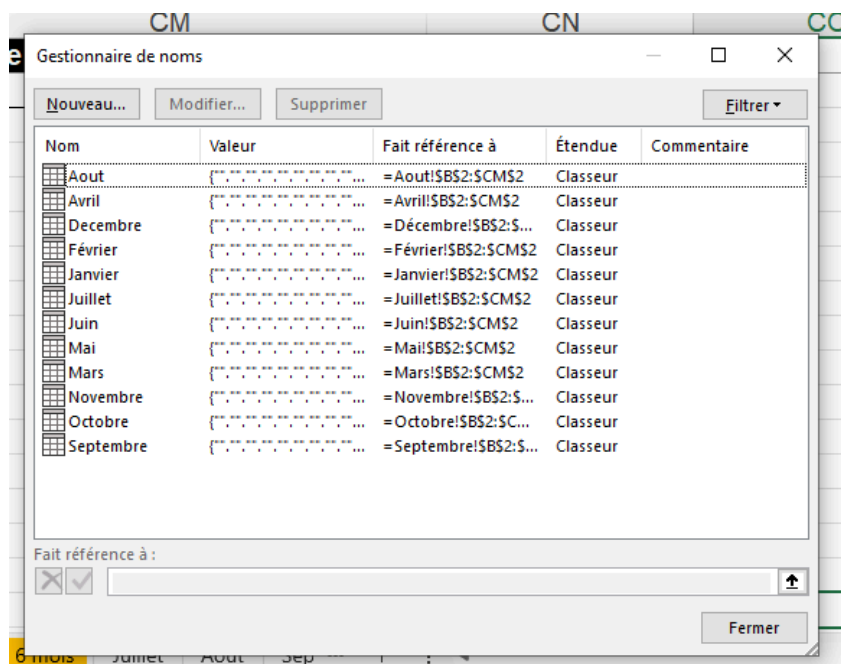 CM CN CC
e
Gestionnaire de noms
Nouveau... Modifier... Supprimer Filtrer
Nom Valeur Fait référence à Étendue Commentaire
Aout {"","","","","","","","",""... =Aout!$B$2:$CM$2 Classeur
Avril {"","","","","","","","",""... =Avril!$B$2:$CM$2 Classeur
Decembre {"","","","","","","","",""... =Décembre!$B$2:$... Classeur
Février {"","","","","","","","",""... =Février!$B$2:$CM$2 Classeur
Janvier {"","","","","","","","",""... =Janvier!$B$2:$CM$2 Classeur
Juillet {"","","","","","","","",""... =Juillet!$B$2:$CM$2 Classeur
Juin {"","","","","","","","",""... =Juin!$B$2:$CM$2 Classeur
Mai {"","","","","","","","",""... =Mai!$B$2:$CM$2 Classeur
Mars {"","","","","","","","",""... =Mars!$B$2:$CM$2 Classeur
Novembre {"","","","","","","","",""... =Novembre!$B$2:$... Classeur
Octobre {"","","","","","","","",""... =Octobre!$B$2:$C... Classeur
Septembre {"","","","","","","","",""... =Septembre!$B$2:$... Classeur
Fait référence à :
Fermer
6 mois Juillet Aout Sep ...